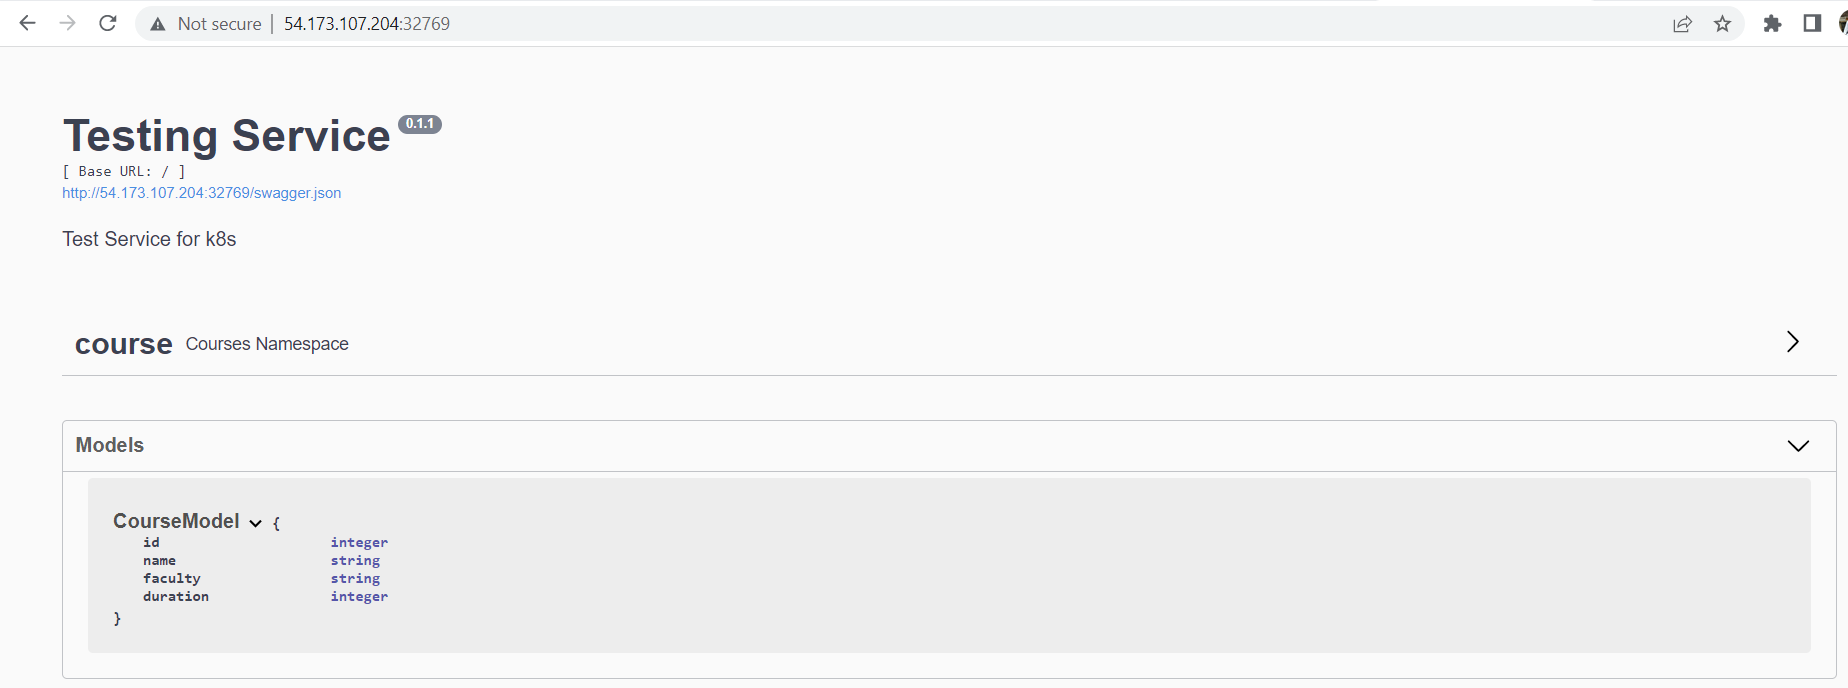 Not secure | 54.173.107.204:32769
Testing Service 0.1.1
[ Base URL: / ]
http://54.173.107.204:32769/swagger.json
Test Service for k8s
course Courses Namespace
Models
CourseModel {
id integer
name string
faculty string
duration integer
}